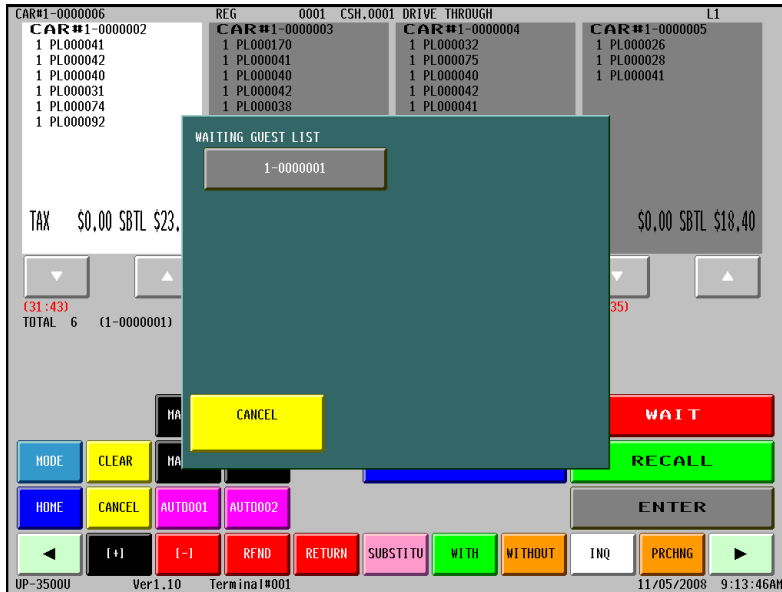 CAR#1-0000006 REG 0001 CSH.0001 DRIVE THROUGH L1
CAR#1-0000002 CAR#1-0000003 CAR#1-0000004 CAR#1-0000005
1 PL000041 1 PL000170 1 PL000032 1 PL000026
1 PL000042 1 PL000041 1 PL000075 1 PL000028
1 PL000040 1 PL000040 1 PL000040 1 PL000041
1 PL000031 1 PL000042 1 PL000042
1 PL000074 1 PL000038 1 PL000041
1 PL000092
WAITING GUEST LIST
1-0000001
TAX $0.00 SBTL $23. $0.00 SBTL $18.40
(31:43) 35)
TOTAL 6 (1-0000001)
MA CANCEL WAIT
MODE CLEAR MA RECALL
HOME CANCEL AUTO001 AUTO002 ENTER
[+] [-] RFND RETURN SUBSTITU WITH WITHOUT INQ PRCHNG
UP-3500U Ver1.10 Terminal#001 11/05/2008 9:13:46AM